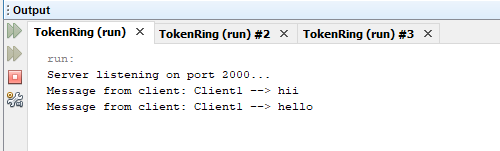 Output
TokenRing (run) × TokenRing (run) #2 × TokenRing (run) #3 ×
run:
Server listening on port 2000...
Message from client: Client1 --> hii
Message from client: Client1 --> hello